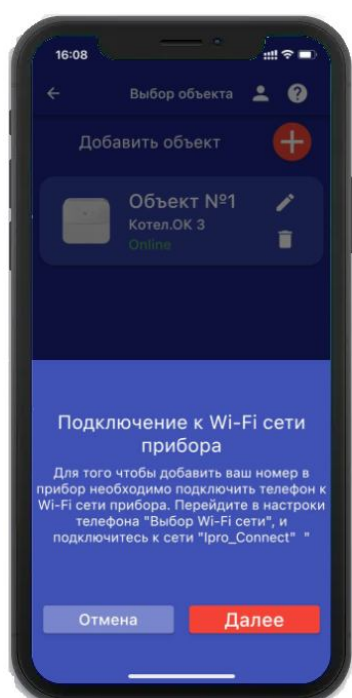 16:08
Выбор объекта
Добавить объект
Объект №1
Котел.ОК 3
Online
Подключение к Wi-Fi сети
прибора
Для того чтобы добавить ваш номер в
прибор необходимо подключить телефон к
Wi-Fi сети прибора. Перейдите в настройки
телефона "Выбор Wi-Fi сети", и
подключитесь к сети "Ipro_Connect" "
Отмена
Далее